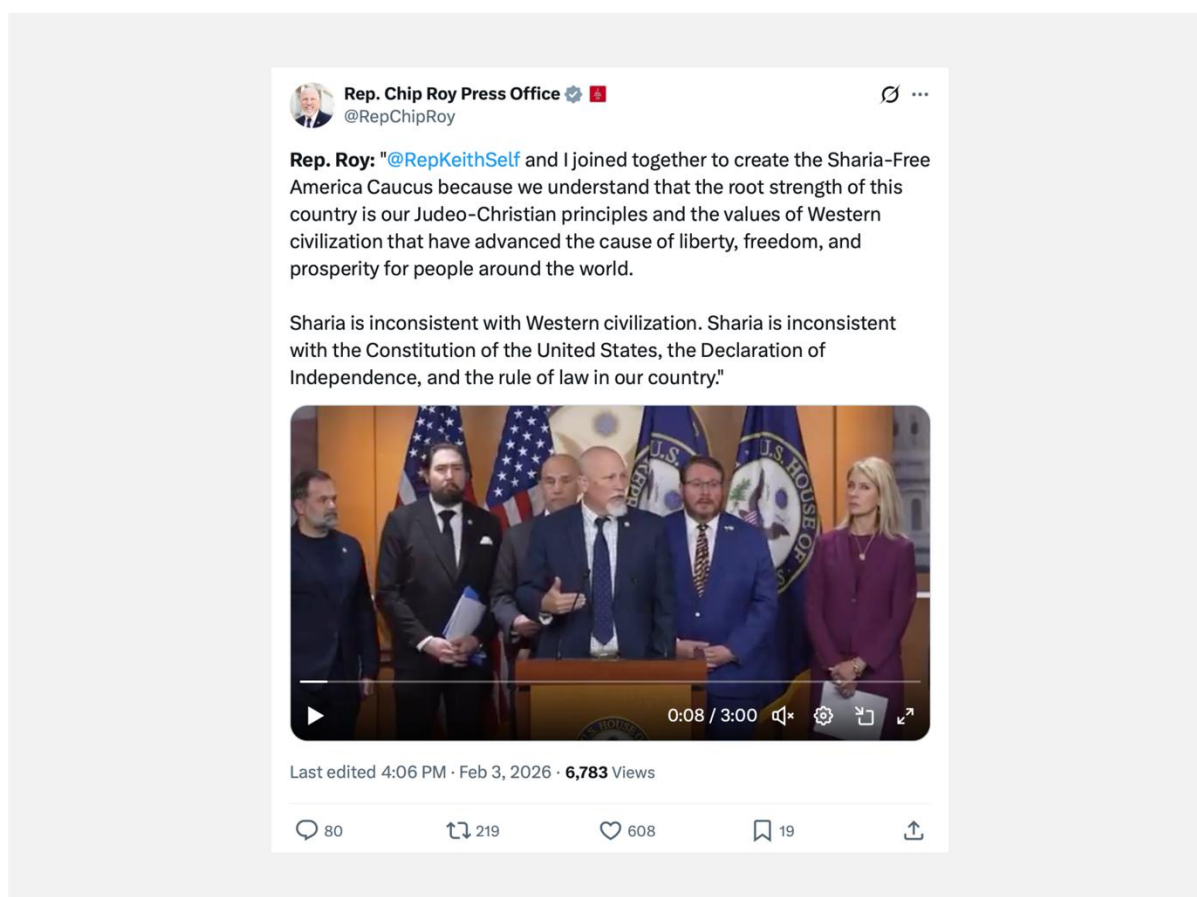 Rep. Chip Roy Press Office
@RepChipRoy
Rep. Roy: "@RepKeithSelf and I joined together to create the Sharia-Free
America Caucus because we understand that the root strength of this
country is our Judeo-Christian principles and the values of Western
civilization that have advanced the cause of liberty, freedom, and
prosperity for people around the world.
Sharia is inconsistent with Western civilization. Sharia is inconsistent
with the Constitution of the United States, the Declaration of
Independence, and the rule of law in our country."
U.S.
U.S. HOUSE OF
HOUSE
0:08 / 3:00
Last edited 4:06 PM · Feb 3, 2026 · 6,783 Views
80 219 608 19